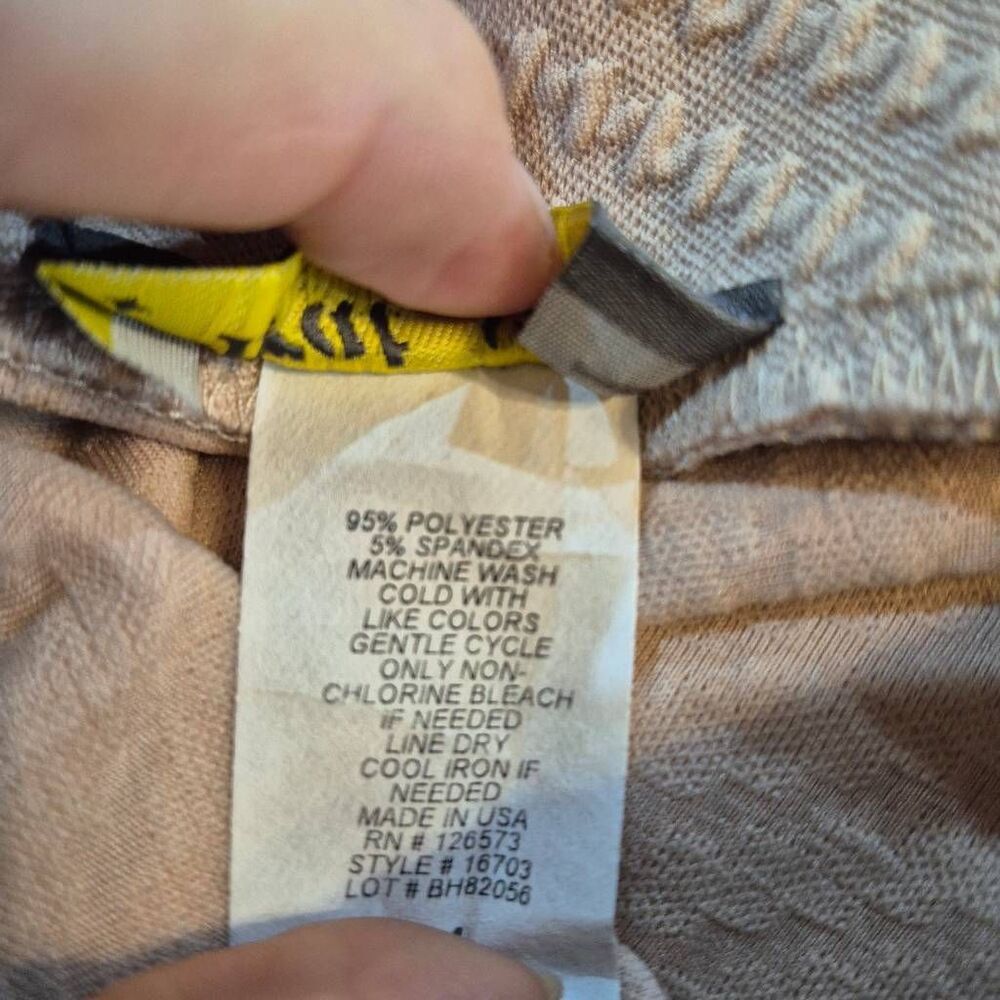 95% POLYESTER
5% SPANDEX
MACHINE WASH
COLD WITH
LIKE COLORS
GENTLE CYCLE
ONLY NON-
CHLORINE BLEACH
IF NEEDED
LINE DRY
COOL IRON IF
NEEDED
MADE IN USA
RN # 126573
STYLE # 16703
LOT # BH82056